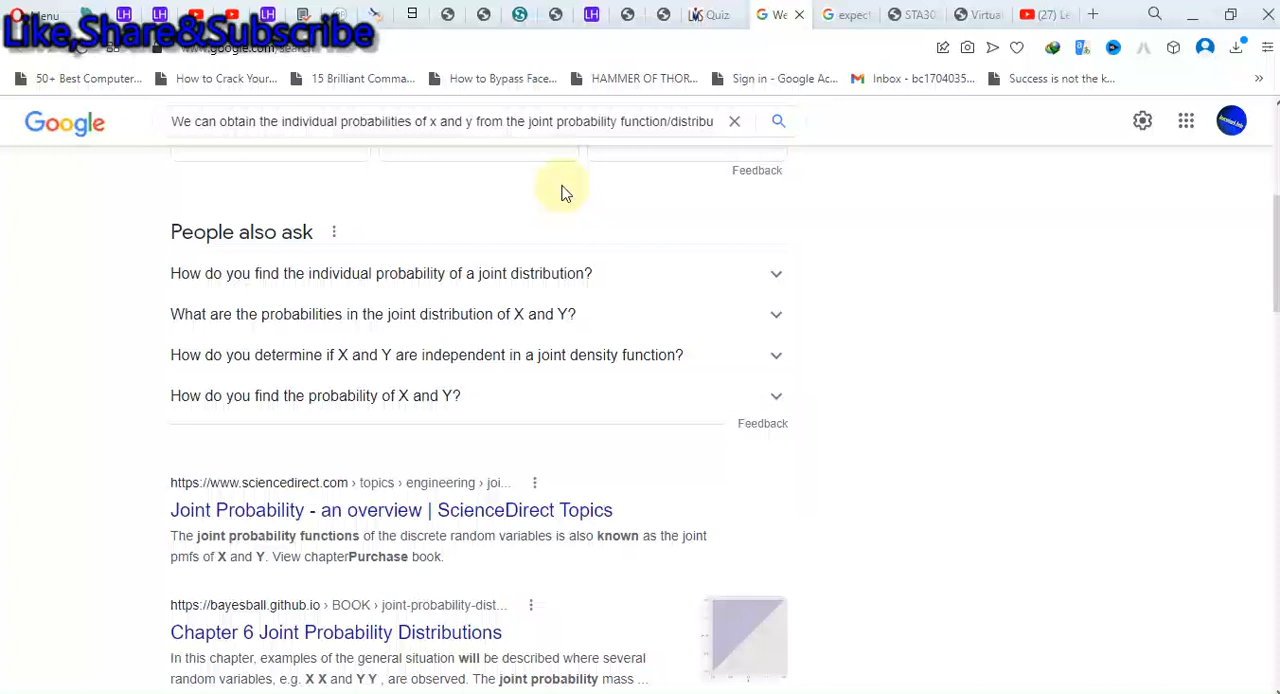 Menu
Quiz
We
expect
STA30
Virtua
(27) Le
Like,Share&Subscribe
www.google.com/search
50+ Best Computer...
How to Crack Your...
15 Brilliant Comma...
How to Bypass Face...
HAMMER OF THOR...
Sign in - Google Ac...
Inbox - bc1704035...
Success is not the k...
»
Google
We can obtain the individual probabilities of x and y from the joint probability function/distribu
Feedback
People also ask
How do you find the individual probability of a joint distribution?
What are the probabilities in the joint distribution of X and Y?
How do you determine if X and Y are independent in a joint density function?
How do you find the probability of X and Y?
Feedback
https://www.sciencedirect.com › topics › engineering › joi...
Joint Probability - an overview | ScienceDirect Topics
The joint probability functions of the discrete random variables is also known as the joint
pmfs of X and Y. View chapterPurchase book.
https://bayesball.github.io › BOOK › joint-probability-dist...
Chapter 6 Joint Probability Distributions
In this chapter, examples of the general situation will be described where several
random variables, e.g. X X and Y Y , are observed. The joint probability mass ...